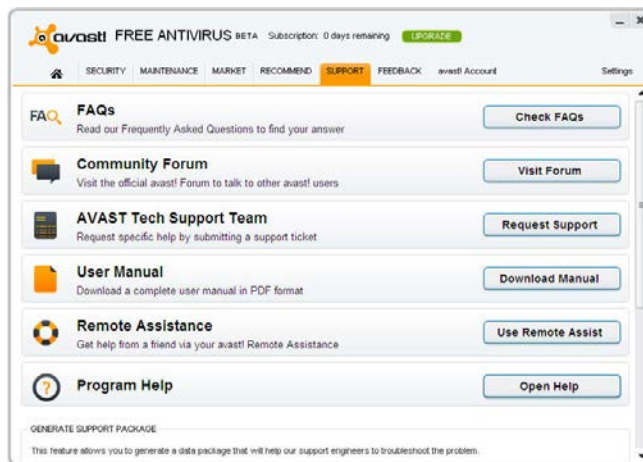 avast! FREE ANTIVIRUS BETA Subscription: 0 days remaining UPGRADE
SECURITY MAINTENANCE MARKET RECOMMEND SUPPORT FEEDBACK avast! Account Settings
FAQ
FAQs
Read our Frequently Asked Questions to find your answer
Check FAQs
Community Forum
Visit the official avast! Forum to talk to other avast! users
Visit Forum
AVAST Tech Support Team
Request specific help by submitting a support ticket
Request Support
User Manual
Download a complete user manual in PDF format
Download Manual
Remote Assistance
Get help from a friend via your avast! Remote Assistance
Use Remote Assist
Program Help
Open Help
GENERATE SUPPORT PACKAGE
This feature allows you to generate a data package that will help our support engineers to troubleshoot the problem.